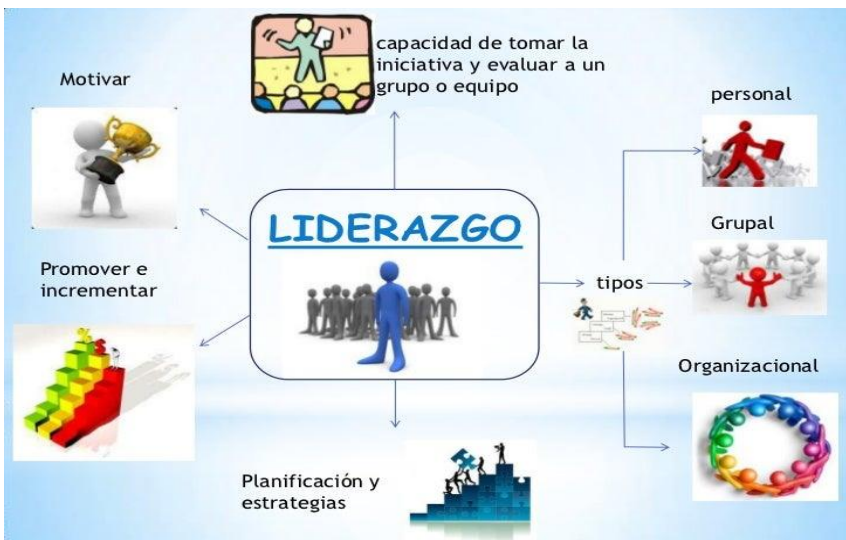 capacidad de tomar la
iniciativa y evaluar a un
grupo o equipo
Motivar
personal
LIDERAZGO
Grupal
Promover e
incrementar
tipos
Organizacional
Planificación y
estrategias